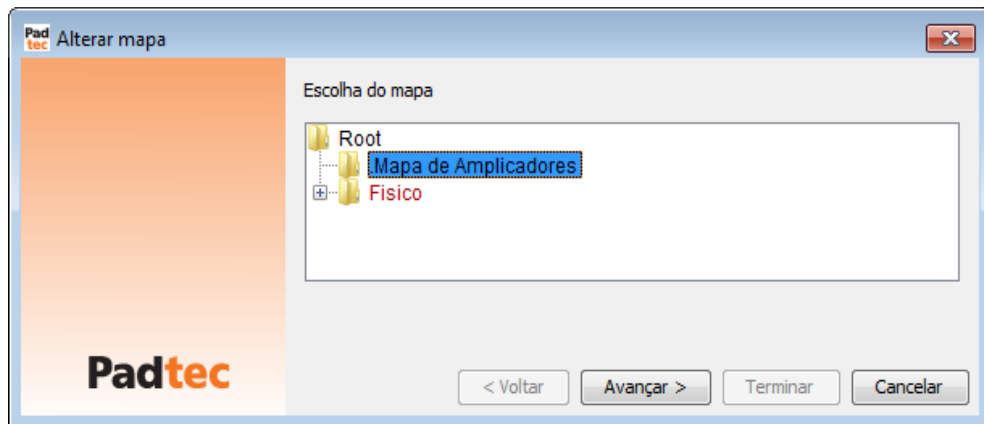 Pad
tec
Alterar mapa
Escolha do mapa
Root
.Mapa de Amplicadores
Fisico
Padtec
< Voltar
Avançar >
Terminar
Cancelar